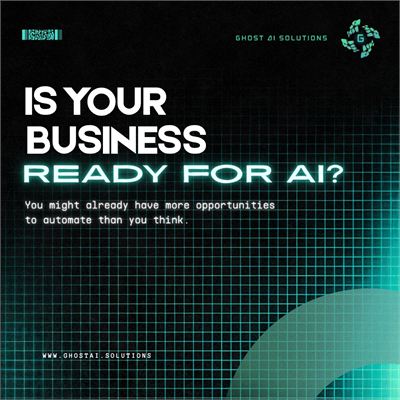 GHOST AI SOLUTIONS
G
IS YOUR
BUSINESS
READY FOR AI?
You might already have more opportunities
to automate than you think.
WWW.GHOSTAI.SOLUTIONS